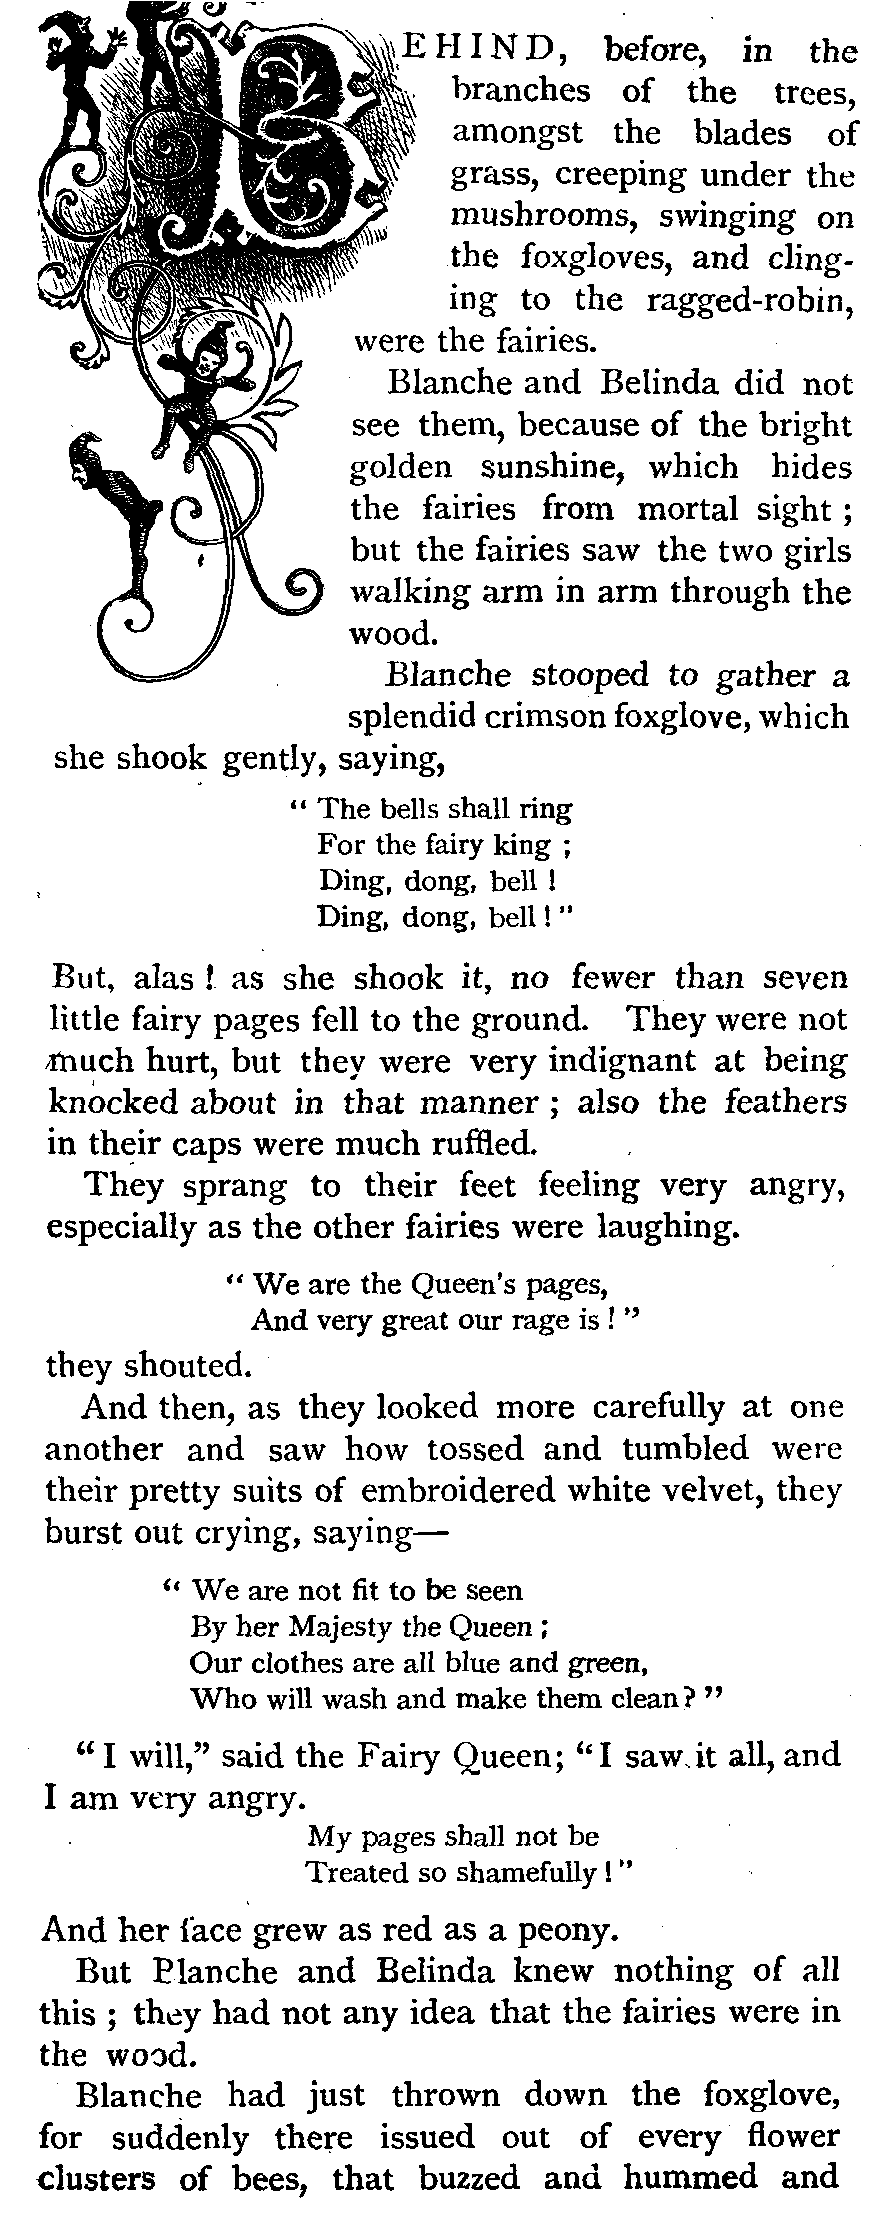 BEHIND, before, in the
branches of the trees,
amongst the blades of
grass, creeping under the
mushrooms, swinging on
the foxgloves, and cling-
ing to the ragged-robin,
were the fairies.
Blanche and Belinda did not
see them, because of the bright
golden sunshine, which hides
the fairies from mortal sight ;
but the fairies saw the two girls
walking arm in arm through the
wood.
Blanche stooped to gather a
splendid crimson foxglove, which
she shook gently, saying,
“ The bells shall ring
For the fairy king ;
Ding, dong, bell !
Ding, dong, bell ! ”
But, alas ! as she shook it, no fewer than seven
little fairy pages fell to the ground. They were not
much hurt, but they were very indignant at being
knocked about in that manner ; also the feathers
in their caps were much ruffled.
They sprang to their feet feeling very angry,
especially as the other fairies were laughing.
“ We are the Queen's pages,
And very great our rage is ! ”
they shouted.
And then, as they looked more carefully at one
another and saw how tossed and tumbled were
their pretty suits of embroidered white velvet, they
burst out crying, saying—
“ We are not fit to be seen
By her Majesty the Queen ;
Our clothes are all blue and green,
Who will wash and make them clean? ”
“ I will,” said the Fairy Queen; “ I saw it all, and
I am very angry.
My pages shall not be
Treated so shamefully ! ”
And her face grew as red as a peony.
But Blanche and Belinda knew nothing of all
this ; they had not any idea that the fairies were in
the wood.
Blanche had just thrown down the foxglove,
for suddenly there issued out of every flower
clusters of bees, that buzzed and hummed and